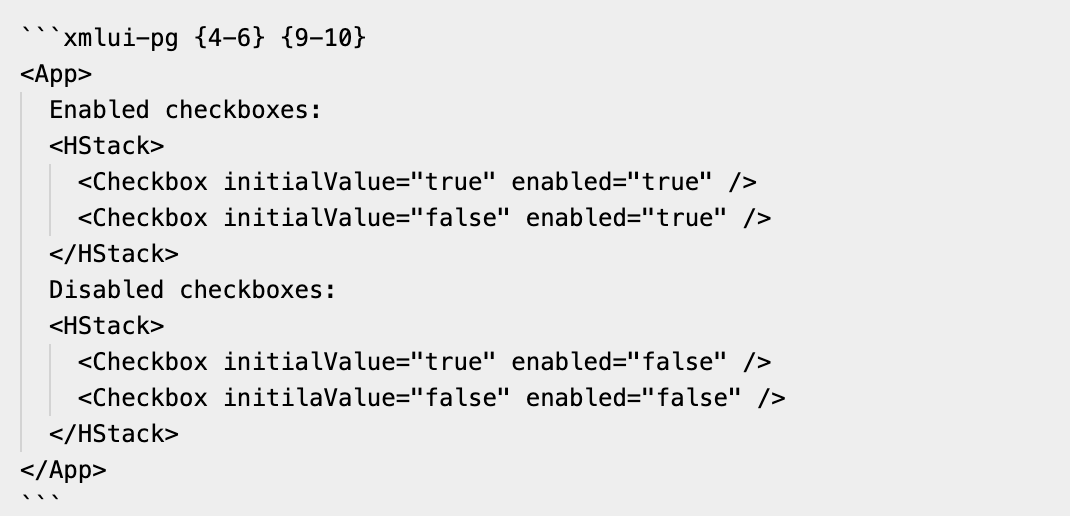 ```xmlui-pg {4-6} {9-10}
<App>
  Enabled checkboxes:
  <HStack>
    <Checkbox initialValue="true" enabled="true" />
    <Checkbox initialValue="false" enabled="true" />
  </HStack>
  Disabled checkboxes:
  <HStack>
    <Checkbox initialValue="true" enabled="false" />
    <Checkbox initilaValue="false" enabled="false" />
  </HStack>
</App>
```